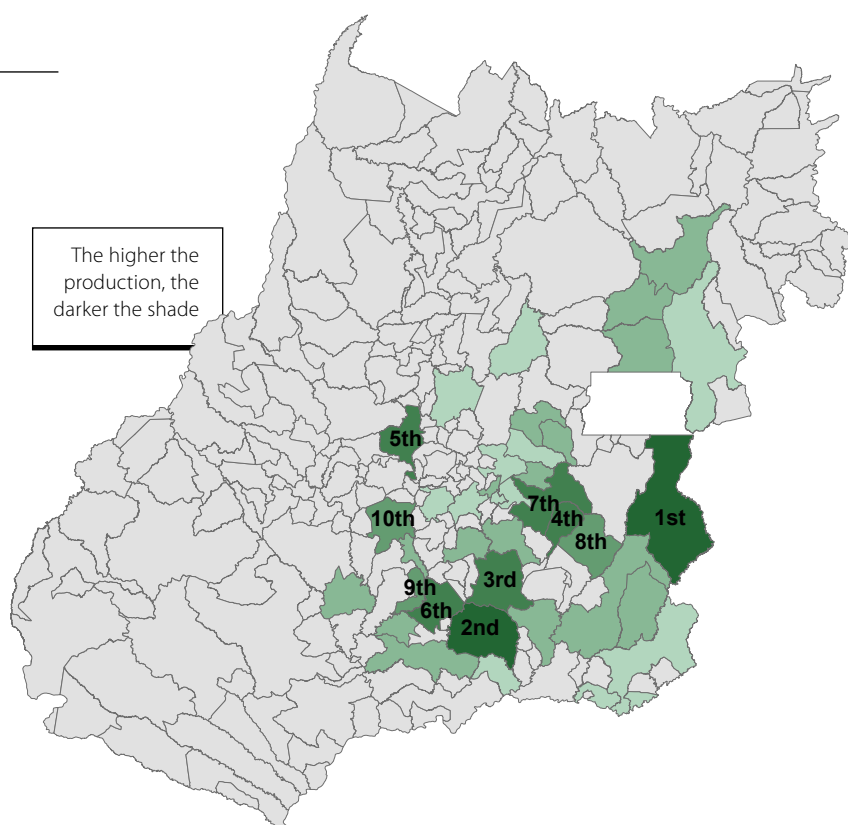 The higher the
production, the
darker the shade
5th
7th
10th
4th
1st
8th
3rd
9th
6th
2nd